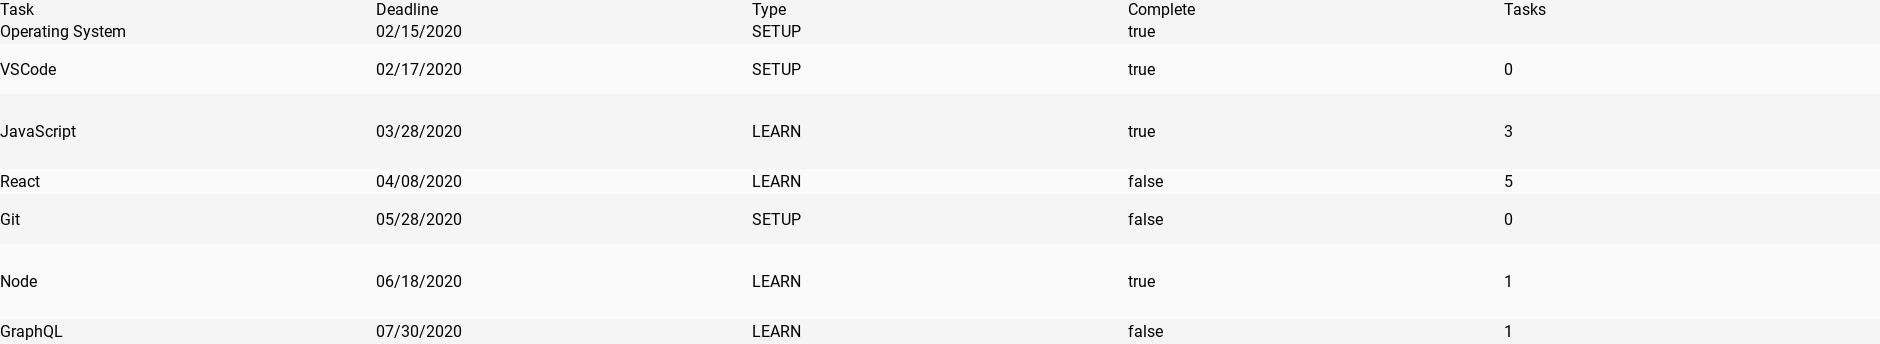 Task Deadline Type Complete Tasks
Operating System 02/15/2020 SETUP true
VSCode 02/17/2020 SETUP true 0
JavaScript 03/28/2020 LEARN true 3
React 04/08/2020 LEARN false 5
Git 05/28/2020 SETUP false 0
Node 06/18/2020 LEARN true 1
GraphQL 07/30/2020 LEARN false 1